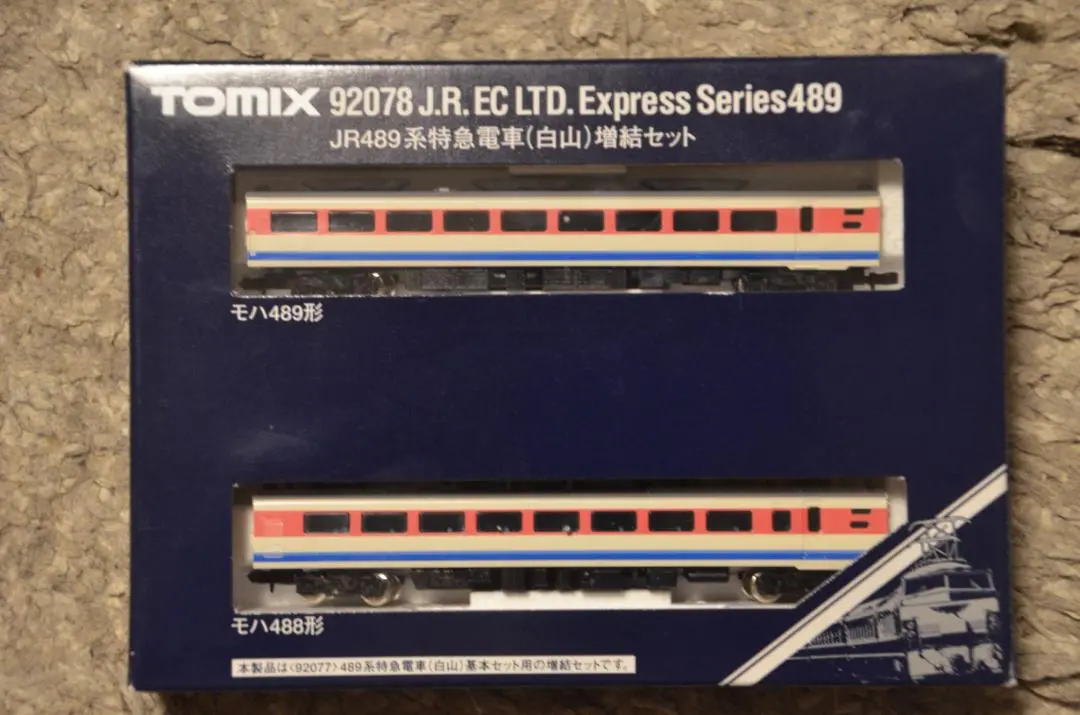 TOMIX 92078 J.R. EC LTD. Express Series489
JR489系特急電車(白山)増結セット
モハ489形
モハ488形
本製品は〈92077〉489系特急電車(白山)基本セット用の増結セットです。